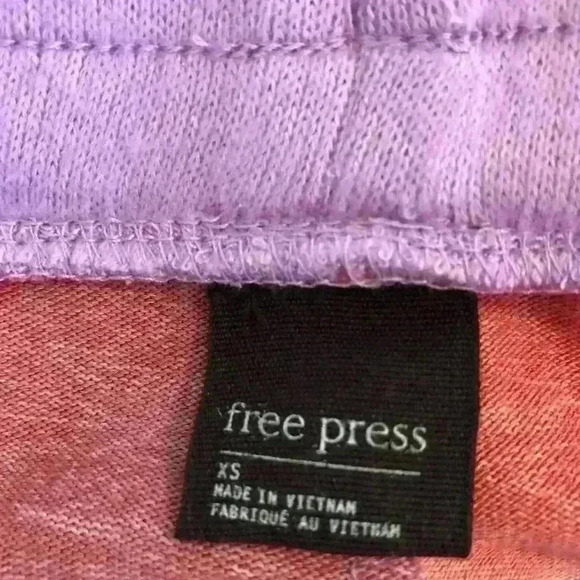 free press
XS
MADE IN VIETNAM
FABRIQUÉ AU VIETNAM